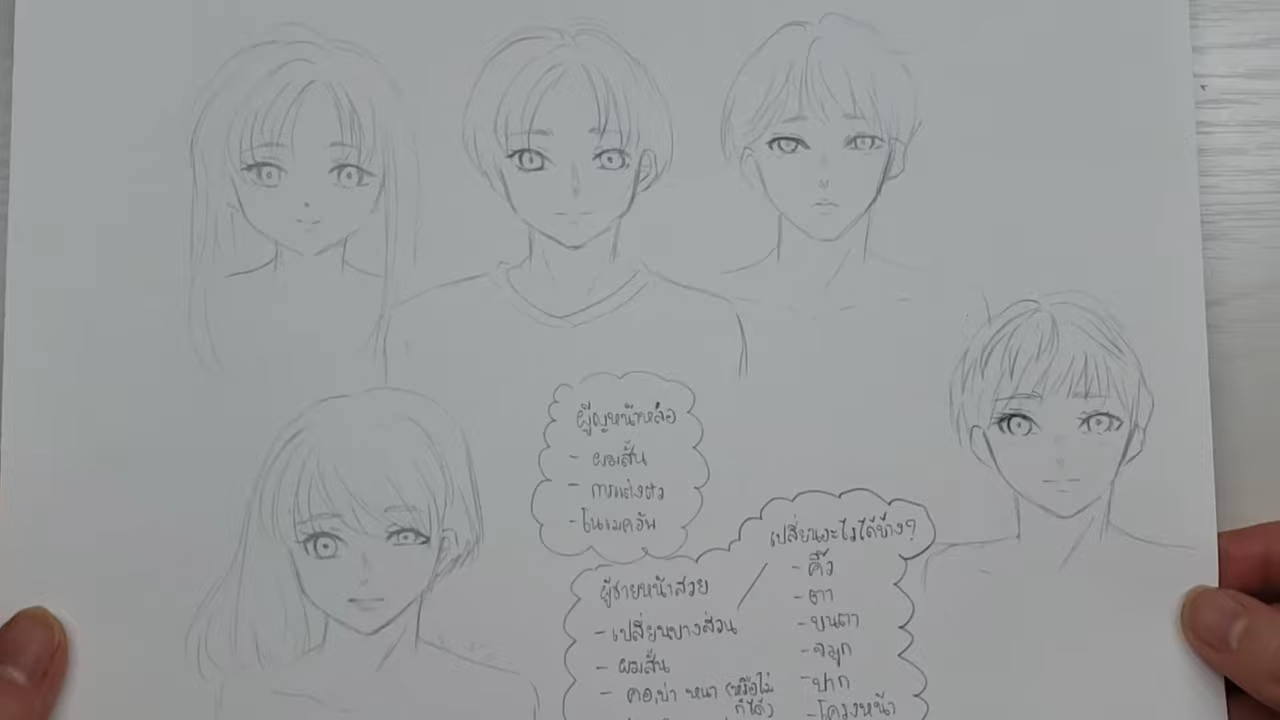 ผู้ญหน้าหล่อ
- ผมสั้น
- การแต่งตัว
- โนเมคอัพ
ผู้ชายหน้าสวย
- เปลี่ยนบางส่วน
- ผมสั้น
- คอ,บ่า หนา (หรือไม่
ก็ได้)
เปลี่ยนอะไรได้บ้าง?
- คิ้ว
- ตา
- ขนตา
- จมูก
- ปาก
- โครงหน้า